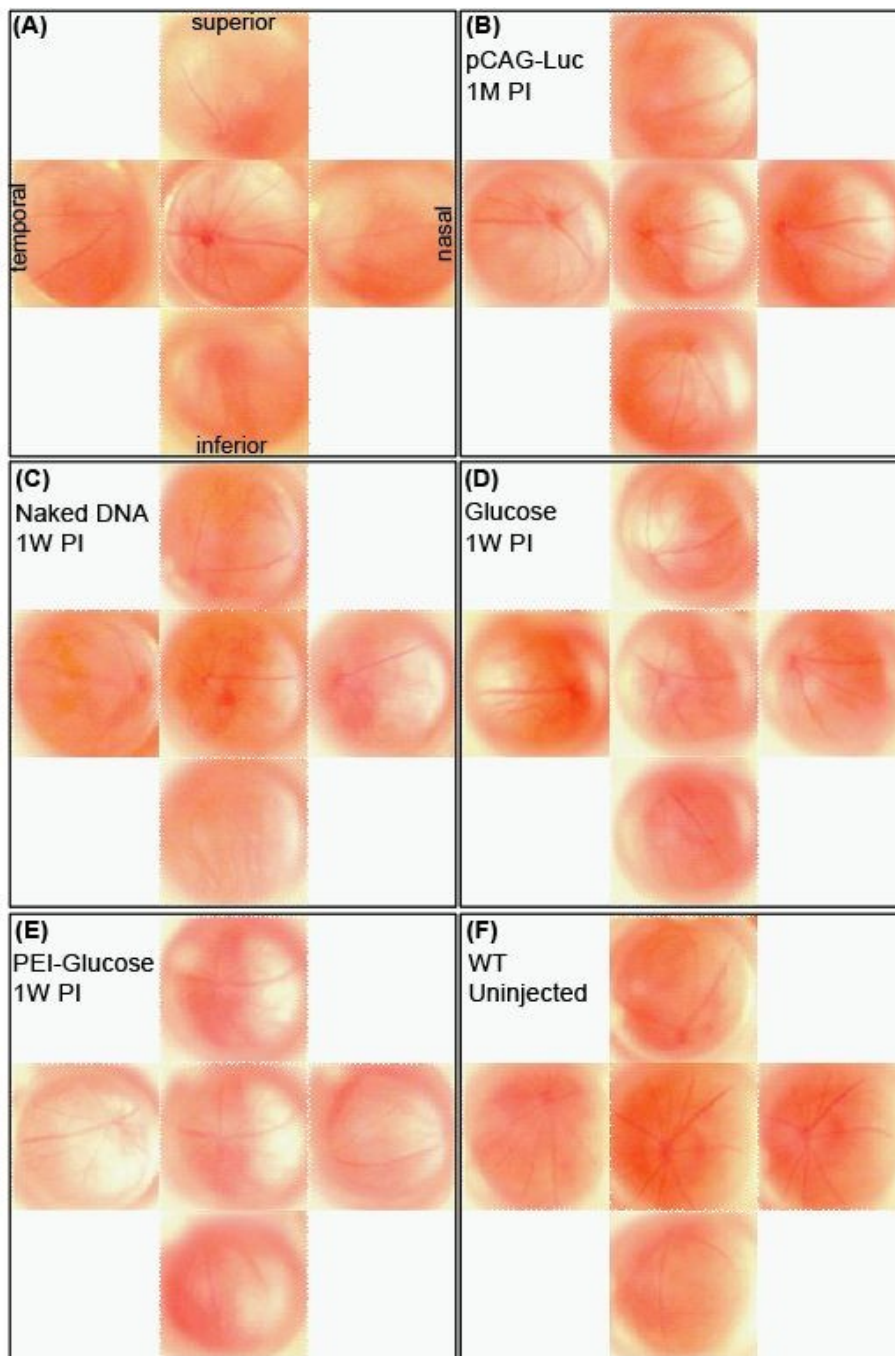 (A)
superior
temporal
nasal
inferior
(B)
pCAG-Luc
1M PI
(C)
Naked DNA
1W PI
(D)
Glucose
1W PI
(E)
PEI-Glucose
1W PI
(F)
WT
Uninjected